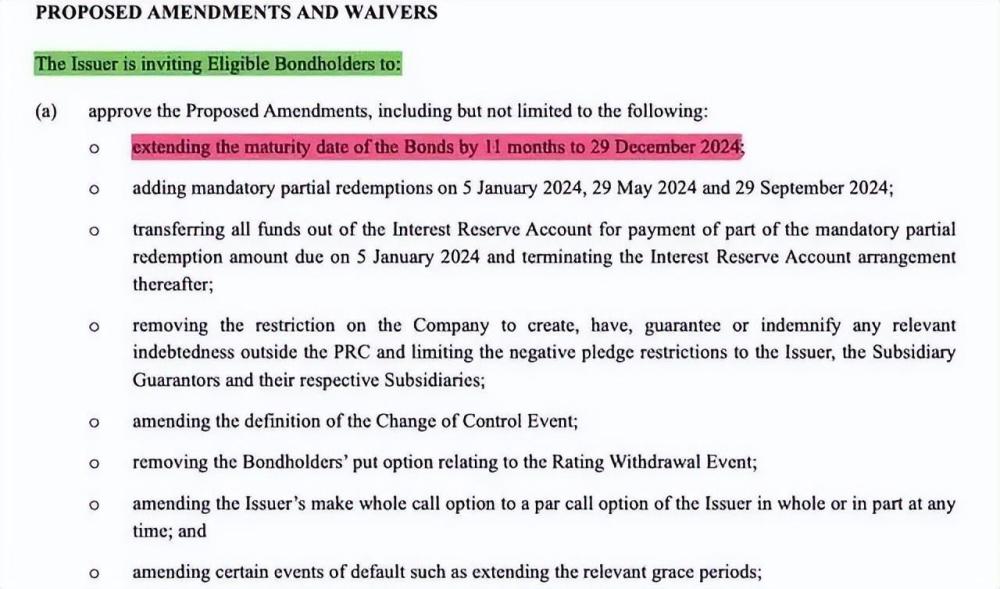 PROPOSED AMENDMENTS AND WAIVERS
The Issuer is inviting Eligible Bondholders to:
(a) approve the Proposed Amendments, including but not limited to the following:
o extending the maturity date of the Bonds by 11 months to 29 December 2024;
o adding mandatory partial redemptions on 5 January 2024, 29 May 2024 and 29 September 2024;
o transferring all funds out of the Interest Reserve Account for payment of part of the mandatory partial
redemption amount due on 5 January 2024 and terminating the Interest Reserve Account arrangement
thereafter;
o removing the restriction on the Company to create, have, guarantee or indemnify any relevant
indebtedness outside the PRC and limiting the negative pledge restrictions to the Issuer, the Subsidiary
Guarantors and their respective Subsidiaries;
o amending the definition of the Change of Control Event;
o removing the Bondholders' put option relating to the Rating Withdrawal Event;
o amending the Issuer's make whole call option to a par call option of the Issuer in whole or in part at any
time; and
o amending certain events of default such as extending the relevant grace periods;